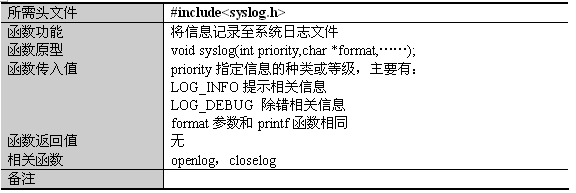 所需头文件 #include<syslog.h>
函数功能 将信息记录至系统日志文件
函数原型 void syslog(int priority,char *format,……);
函数传入值 priority 指定信息的种类或等级，主要有：
LOG_INFO 提示相关信息
LOG_DEBUG 除错相关信息
format 参数和 printf 函数相同
函数返回值 无
相关函数 openlog，closelog
备注